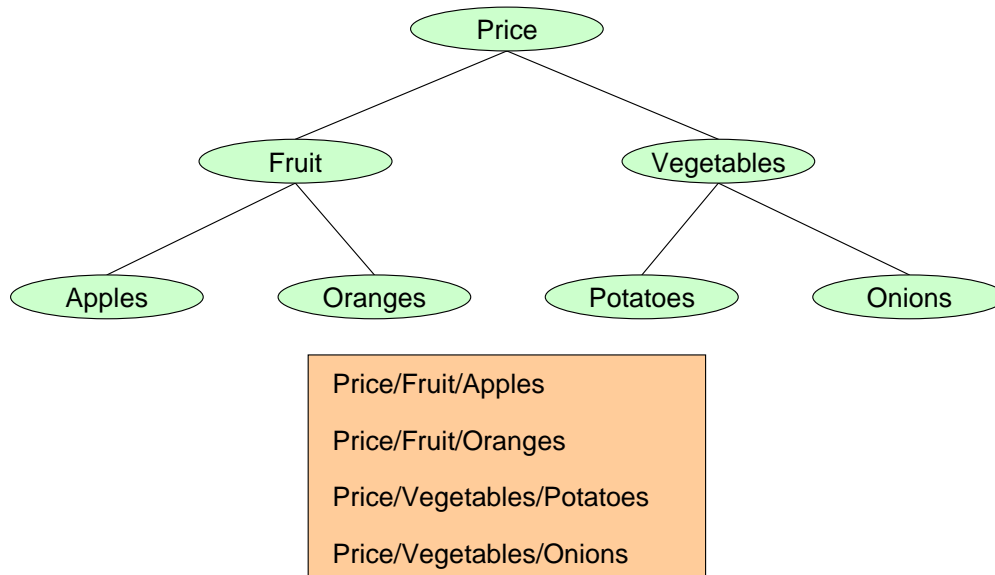 Price
Fruit Vegetables
Apples Oranges Potatoes Onions
Price/Fruit/Apples
Price/Fruit/Oranges
Price/Vegetables/Potatoes
Price/Vegetables/Onions